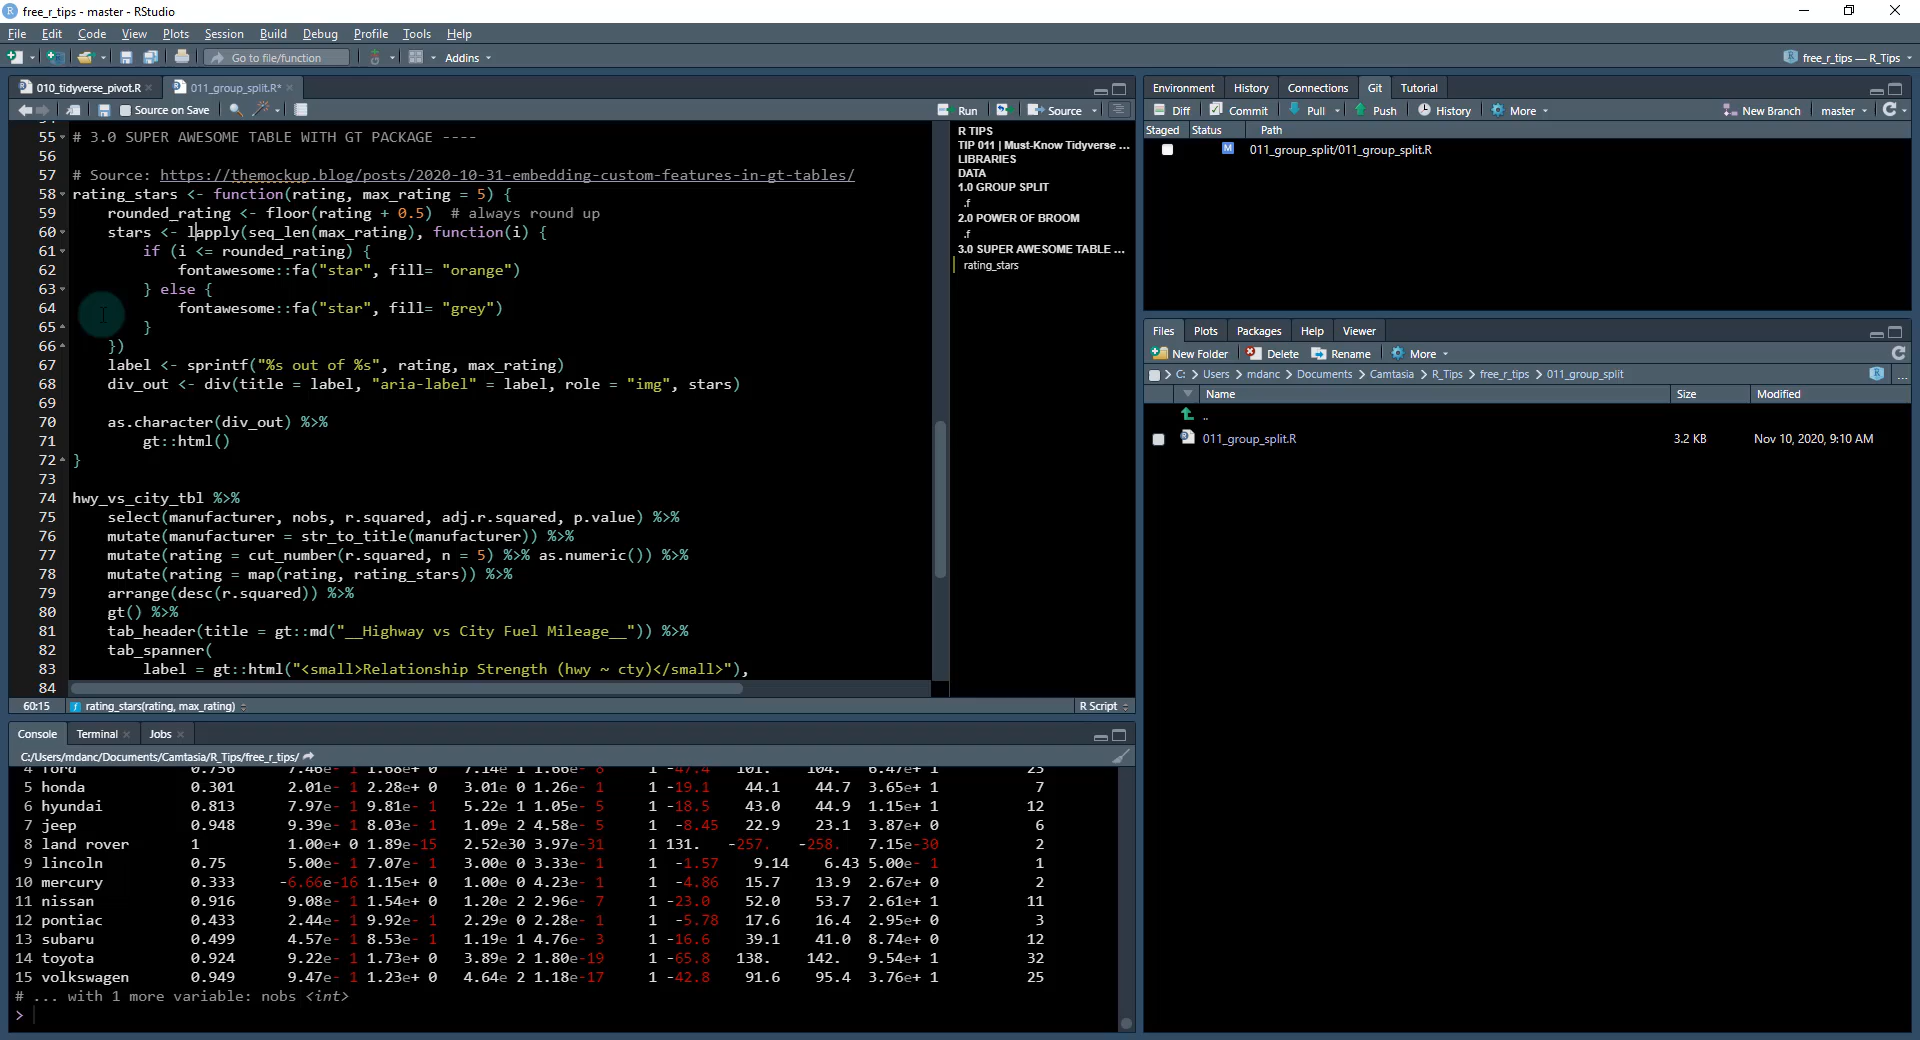 free_r_tips - master - RStudio
File Edit Code View Plots Session Build Debug Profile Tools Help
Go to file/function Addins free_r_tips — R_Tips
010_tidyverse_pivot.R 011_group_split.R*
Source on Save Run Source
55 # 3.0 SUPER AWESOME TABLE WITH GT PACKAGE ----
56
57 # Source: https://themockup.blog/posts/2020-10-31-embedding-custom-features-in-gt-tables/
58 rating_stars <- function(rating, max_rating = 5) {
59 rounded_rating <- floor(rating + 0.5) # always round up
60 stars <- lapply(seq_len(max_rating), function(i) {
61 if (i <= rounded_rating) {
62 fontawesome::fa("star", fill= "orange")
63 } else {
64 fontawesome::fa("star", fill= "grey")
65 }
66 })
67 label <- sprintf("%s out of %s", rating, max_rating)
68 div_out <- div(title = label, "aria-label" = label, role = "img", stars)
69
70 as.character(div_out) %>%
71 gt::html()
72 }
73
74 hwy_vs_city_tbl %>%
75 select(manufacturer, nobs, r.squared, adj.r.squared, p.value) %>%
76 mutate(manufacturer = str_to_title(manufacturer)) %>%
77 mutate(rating = cut_number(r.squared, n = 5) %>% as.numeric()) %>%
78 mutate(rating = map(rating, rating_stars)) %>%
79 arrange(desc(r.squared)) %>%
80 gt() %>%
81 tab_header(title = gt::md("__Highway vs City Fuel Mileage__")) %>%
82 tab_spanner(
83 label = gt::html("<small>Relationship Strength (hwy ~ cty)</small>"),
84
R TIPS
TIP 011 | Must-Know Tidyverse ...
LIBRARIES
DATA
1.0 GROUP SPLIT
.f
2.0 POWER OF BROOM
.f
3.0 SUPER AWESOME TABLE ...
rating_stars
60:15 rating_stars(rating, max_rating) R Script
Console Terminal Jobs
C:/Users/mdanc/Documents/Camtasia/R_Tips/free_r_tips/
4 ford 0.756 7.46e- 1 1.68e+ 0 7.14e 1 1.66e- 8 1 -47.4 101. 104. 6.47e+ 1 23
5 honda 0.301 2.01e- 1 2.28e+ 0 3.01e 0 1.26e- 1 1 -19.1 44.1 44.7 3.65e+ 1 7
6 hyundai 0.813 7.97e- 1 9.81e- 1 5.22e 1 1.05e- 5 1 -18.5 43.0 44.9 1.15e+ 1 12
7 jeep 0.948 9.39e- 1 8.03e- 1 1.09e 2 4.58e- 5 1 -8.45 22.9 23.1 3.87e+ 0 6
8 land rover 1 1.00e+ 0 1.89e-15 2.52e30 3.97e-31 1 131. -257. -258. 7.15e-30 2
9 lincoln 0.75 5.00e- 1 7.07e- 1 3.00e 0 3.33e- 1 1 -1.57 9.14 6.43 5.00e- 1 1
10 mercury 0.333 -6.66e-16 1.15e+ 0 1.00e 0 4.23e- 1 1 -4.86 15.7 13.9 2.67e+ 0 2
11 nissan 0.916 9.08e- 1 1.54e+ 0 1.20e 2 2.96e- 7 1 -23.0 52.0 53.7 2.61e+ 1 11
12 pontiac 0.433 2.44e- 1 9.92e- 1 2.29e 0 2.28e- 1 1 -5.78 17.6 16.4 2.95e+ 0 3
13 subaru 0.499 4.57e- 1 8.53e- 1 1.19e 1 4.76e- 3 1 -16.6 39.1 41.0 8.74e+ 0 12
14 toyota 0.924 9.22e- 1 1.73e+ 0 3.89e 2 1.80e-19 1 -65.8 138. 142. 9.54e+ 1 32
15 volkswagen 0.949 9.47e- 1 1.23e+ 0 4.64e 2 1.18e-17 1 -42.8 91.6 95.4 3.76e+ 1 25
# ... with 1 more variable: nobs <int>
>
Environment History Connections Git Tutorial
Diff Commit Pull Push History More New Branch master
Staged Status Path
M 011_group_split/011_group_split.R
Files Plots Packages Help Viewer
New Folder Delete Rename More
C: > Users > mdanc > Documents > Camtasia > R_Tips > free_r_tips > 011_group_split ...
Name Size Modified
..
011_group_split.R 3.2 KB Nov 10, 2020, 9:10 AM